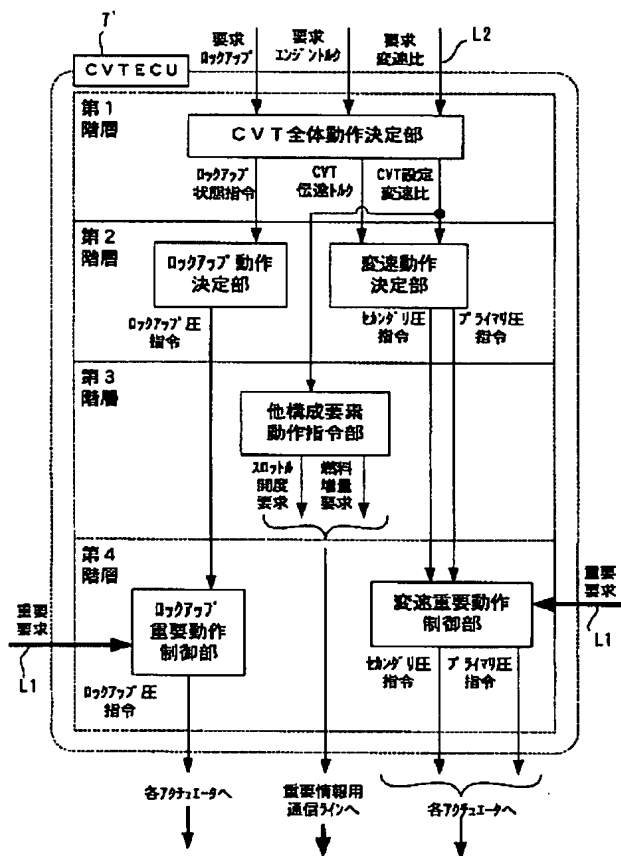 7'
CVTECU
要求
ロックアップ
要求
エンジントルク
要求
変速比
L2
第1
階層
CVT全体動作決定部
ロックアップ
状態指令
CVT
伝達トルク
CVT設定
変速比
第2
階層
ロックアップ動作
決定部
変速動作
決定部
ロックアップ圧
指令
セカンダリ圧
指令
プライマリ圧
指令
第3
階層
他構成要素
動作指令部
スロットル
開度
要求
燃料
増量
要求
第4
階層
重要
要求
L1
ロックアップ
重要動作
制御部
変速重要動作
制御部
重要
要求
L1
ロックアップ圧
指令
セカンダリ圧
指令
プライマリ圧
指令
各アクチュエータへ
重要情報用
通信ラインへ
各アクチュエータへ